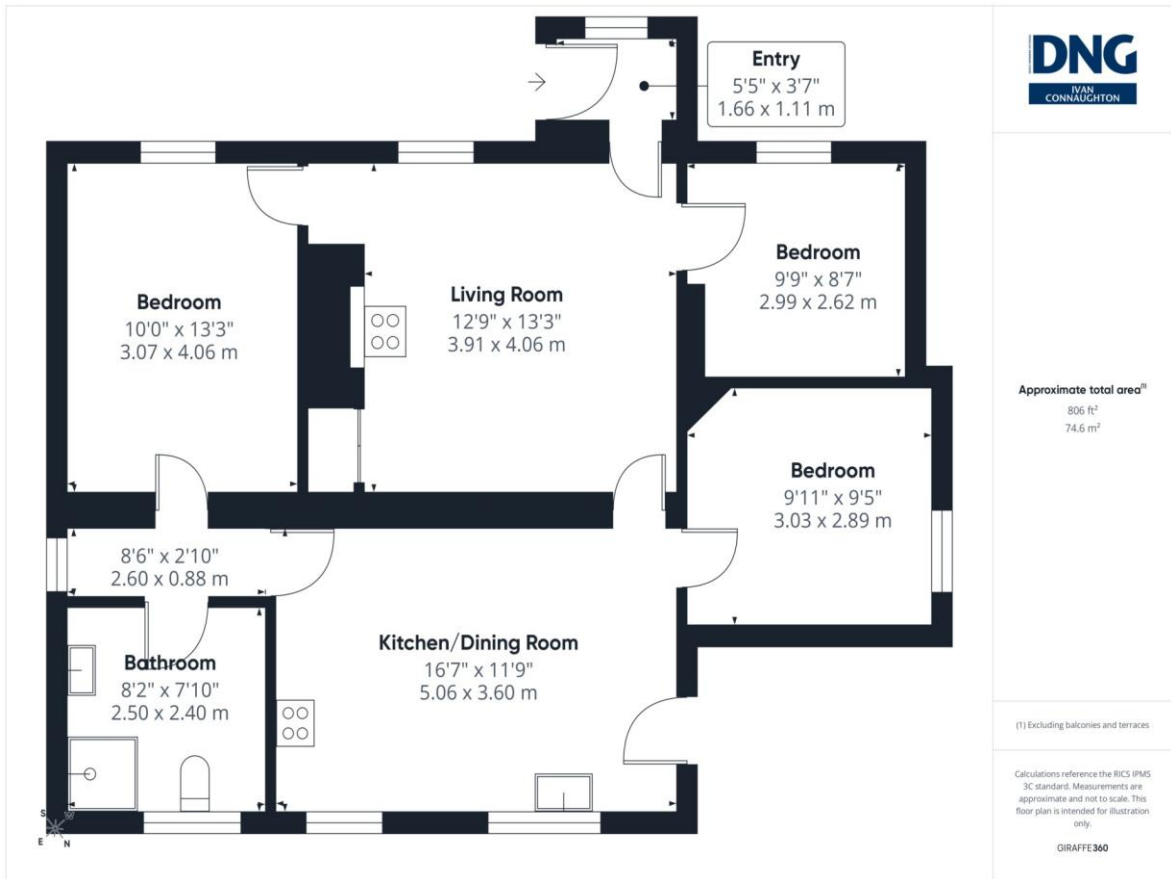 Entry
5'5" x 3'7"
1.66 x 1.11 m
Bedroom
10'0" x 13'3"
3.07 x 4.06 m
Living Room
12'9" x 13'3"
3.91 x 4.06 m
Bedroom
9'9" x 8'7"
2.99 x 2.62 m
Bedroom
9'11" x 9'5"
3.03 x 2.89 m
8'6" x 2'10"
2.60 x 0.88 m
Kitchen/Dining Room
16'7" x 11'9"
5.06 x 3.60 m
Bathroom
8'2" x 7'10"
2.50 x 2.40 m
S W
E N
DNG
IVAN
CONNAUGHTON
Approximate total area(1)
806 ft²
74.6 m²
(1) Excluding balconies and terraces
Calculations reference the RICS IPMS
3C standard. Measurements are
approximate and not to scale. This
floor plan is intended for illustration
only.
GIRAFFE360